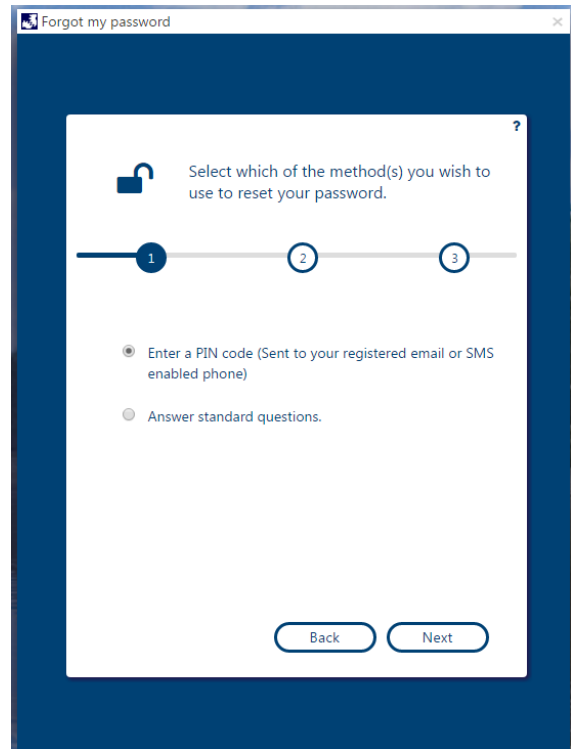 Forgot my password
?
Select which of the method(s) you wish to
use to reset your password.
1 2 3
Enter a PIN code (Sent to your registered email or SMS
enabled phone)
Answer standard questions.
Back Next